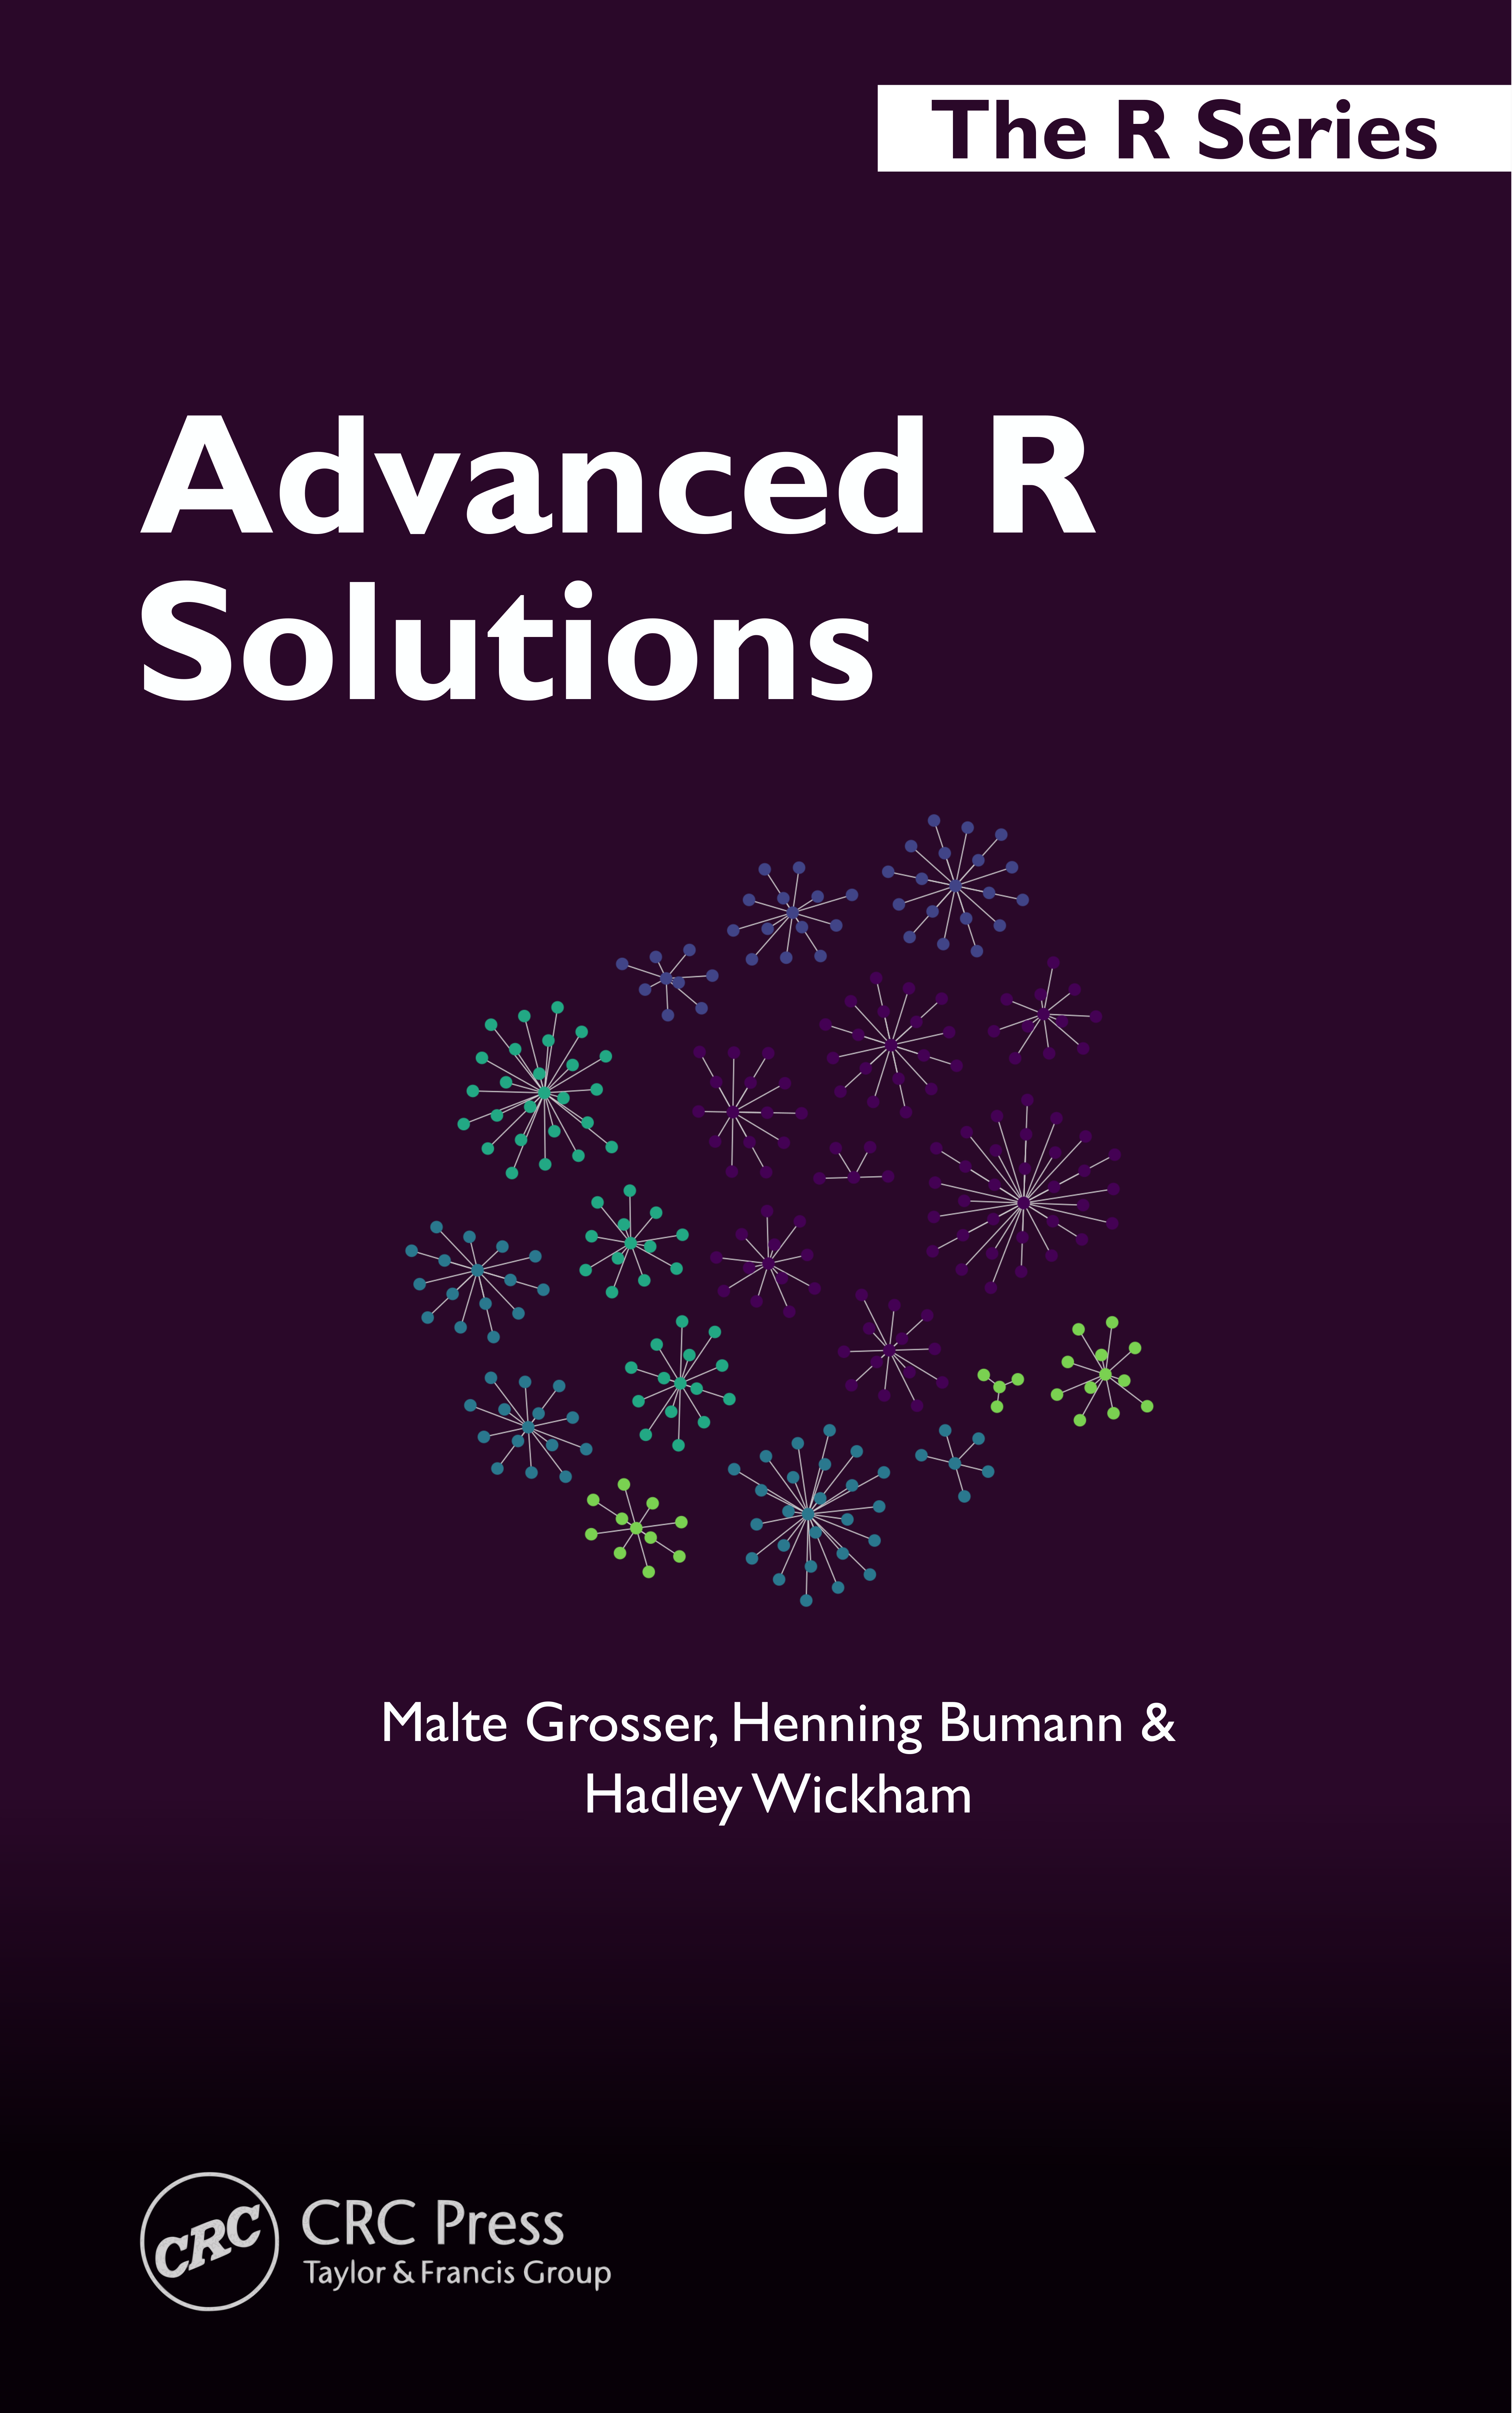 The R Series
Advanced R
Solutions
Malte Grosser, Henning Bumann &
Hadley Wickham
CRC
CRC Press
Taylor & Francis Group